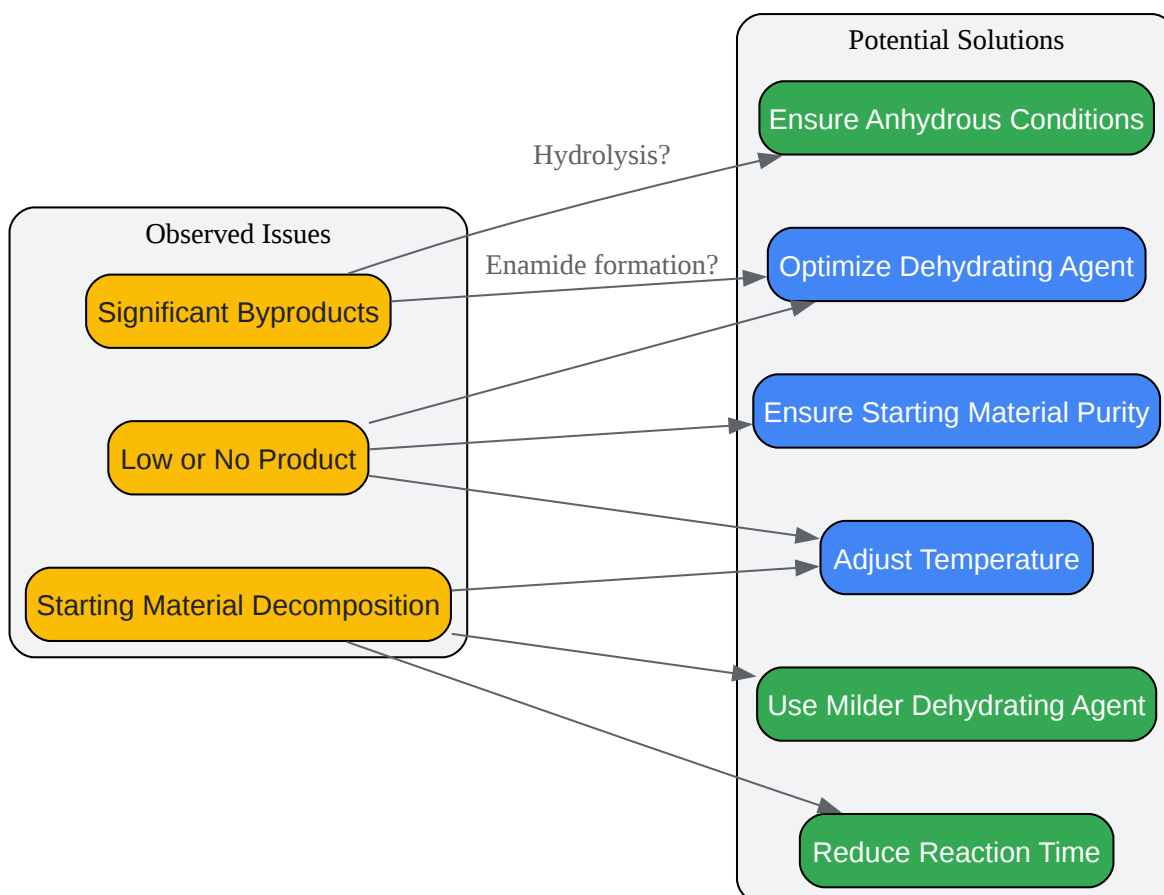 Potential Solutions
Ensure Anhydrous Conditions
Hydrolysis?
Observed Issues
Enamide formation?
Optimize Dehydrating Agent
Significant Byproducts
Ensure Starting Material Purity
Low or No Product
Adjust Temperature
Starting Material Decomposition
Use Milder Dehydrating Agent
Reduce Reaction Time